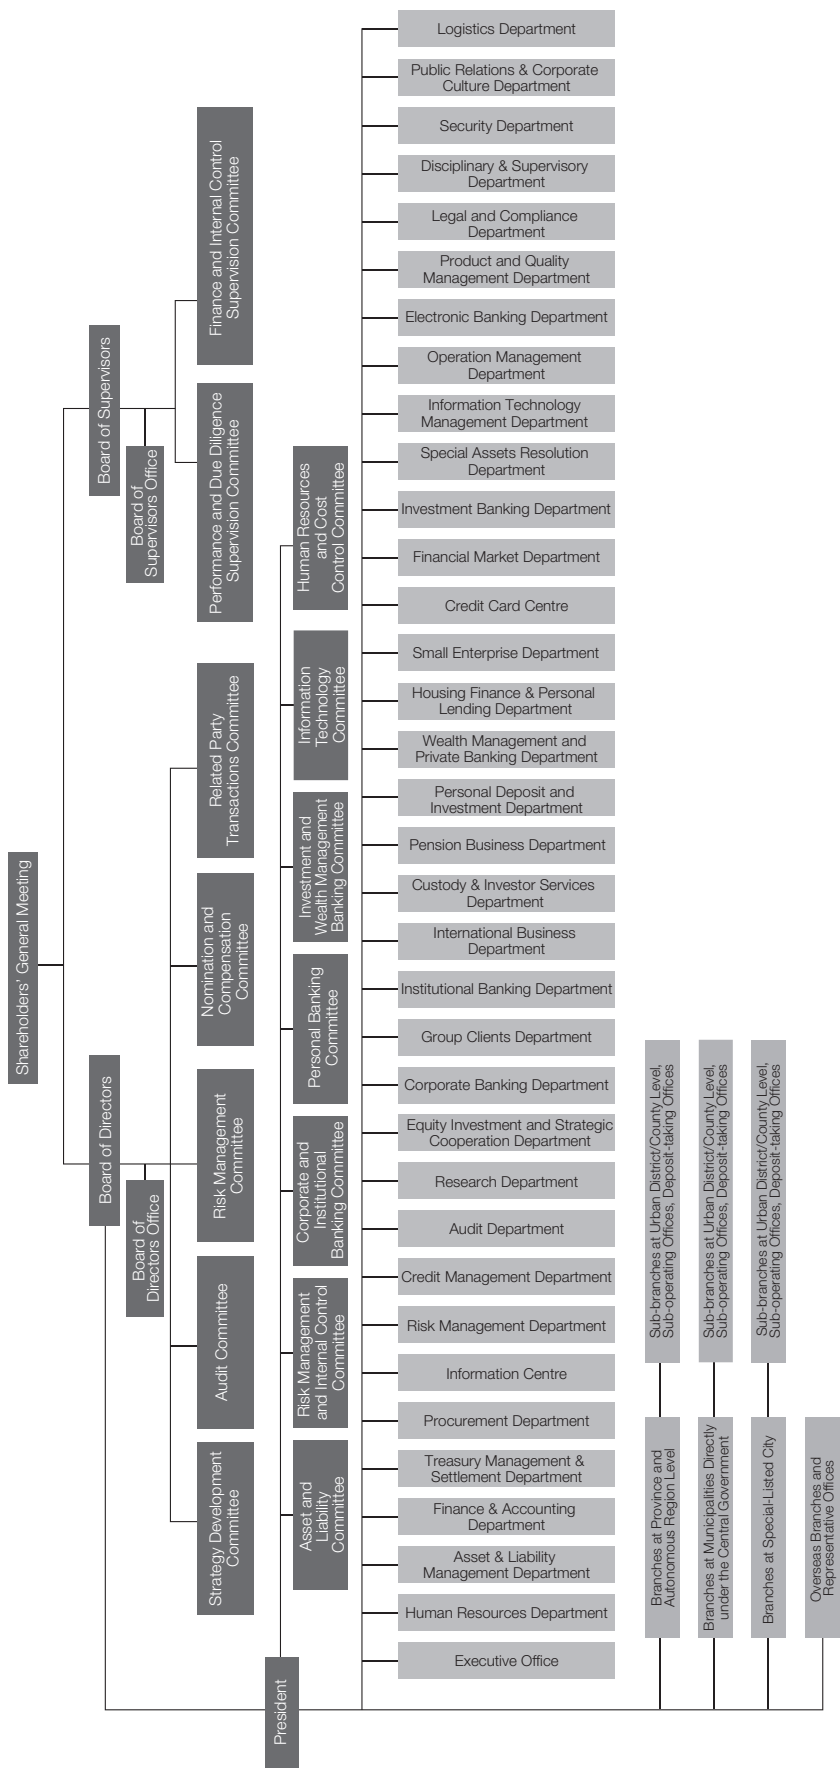 Shareholders' General Meeting
Board of Directors
Board of Supervisors
Board of
Directors Office
Board of
Supervisors Office
Strategy Development
Committee
Audit Committee
Risk Management
Committee
Nomination and
Compensation
Committee
Related Party
Transactions Committee
Performance and Due Diligence
Supervision Committee
Finance and Internal Control
Supervision Committee
President
Asset and
Liability
Committee
Risk Management
and Internal Control
Committee
Corporate and
Institutional
Banking Committee
Personal Banking
Committee
Investment and
Wealth Management
Banking Committee
Information
Technology
Committee
Human Resources
and Cost
Control Committee
Logistics Department
Public Relations & Corporate
Culture Department
Security Department
Disciplinary & Supervisory
Department
Legal and Compliance
Department
Product and Quality
Management Department
Electronic Banking Department
Operation Management
Department
Information Technology
Management Department
Special Assets Resolution
Department
Investment Banking Department
Financial Market Department
Credit Card Centre
Small Enterprise Department
Housing Finance & Personal
Lending Department
Wealth Management and
Private Banking Department
Personal Deposit and
Investment Department
Pension Business Department
Custody & Investor Services
Department
International Business
Department
Institutional Banking Department
Group Clients Department
Corporate Banking Department
Equity Investment and Strategic
Cooperation Department
Research Department
Audit Department
Credit Management Department
Risk Management Department
Information Centre
Procurement Department
Treasury Management &
Settlement Department
Finance & Accounting
Department
Asset & Liability
Management Department
Human Resources Department
Executive Office
Branches at Province and
Autonomous Region Level
Sub-branches at Urban District/County Level,
Sub-operating Offices, Deposit-taking Offices
Branches at Municipalities Directly
under the Central Government
Sub-branches at Urban District/County Level,
Sub-operating Offices, Deposit-taking Offices
Branches at Special-Listed City
Sub-branches at Urban District/County Level,
Sub-operating Offices, Deposit-taking Offices
Overseas Branches and
Representative Offices